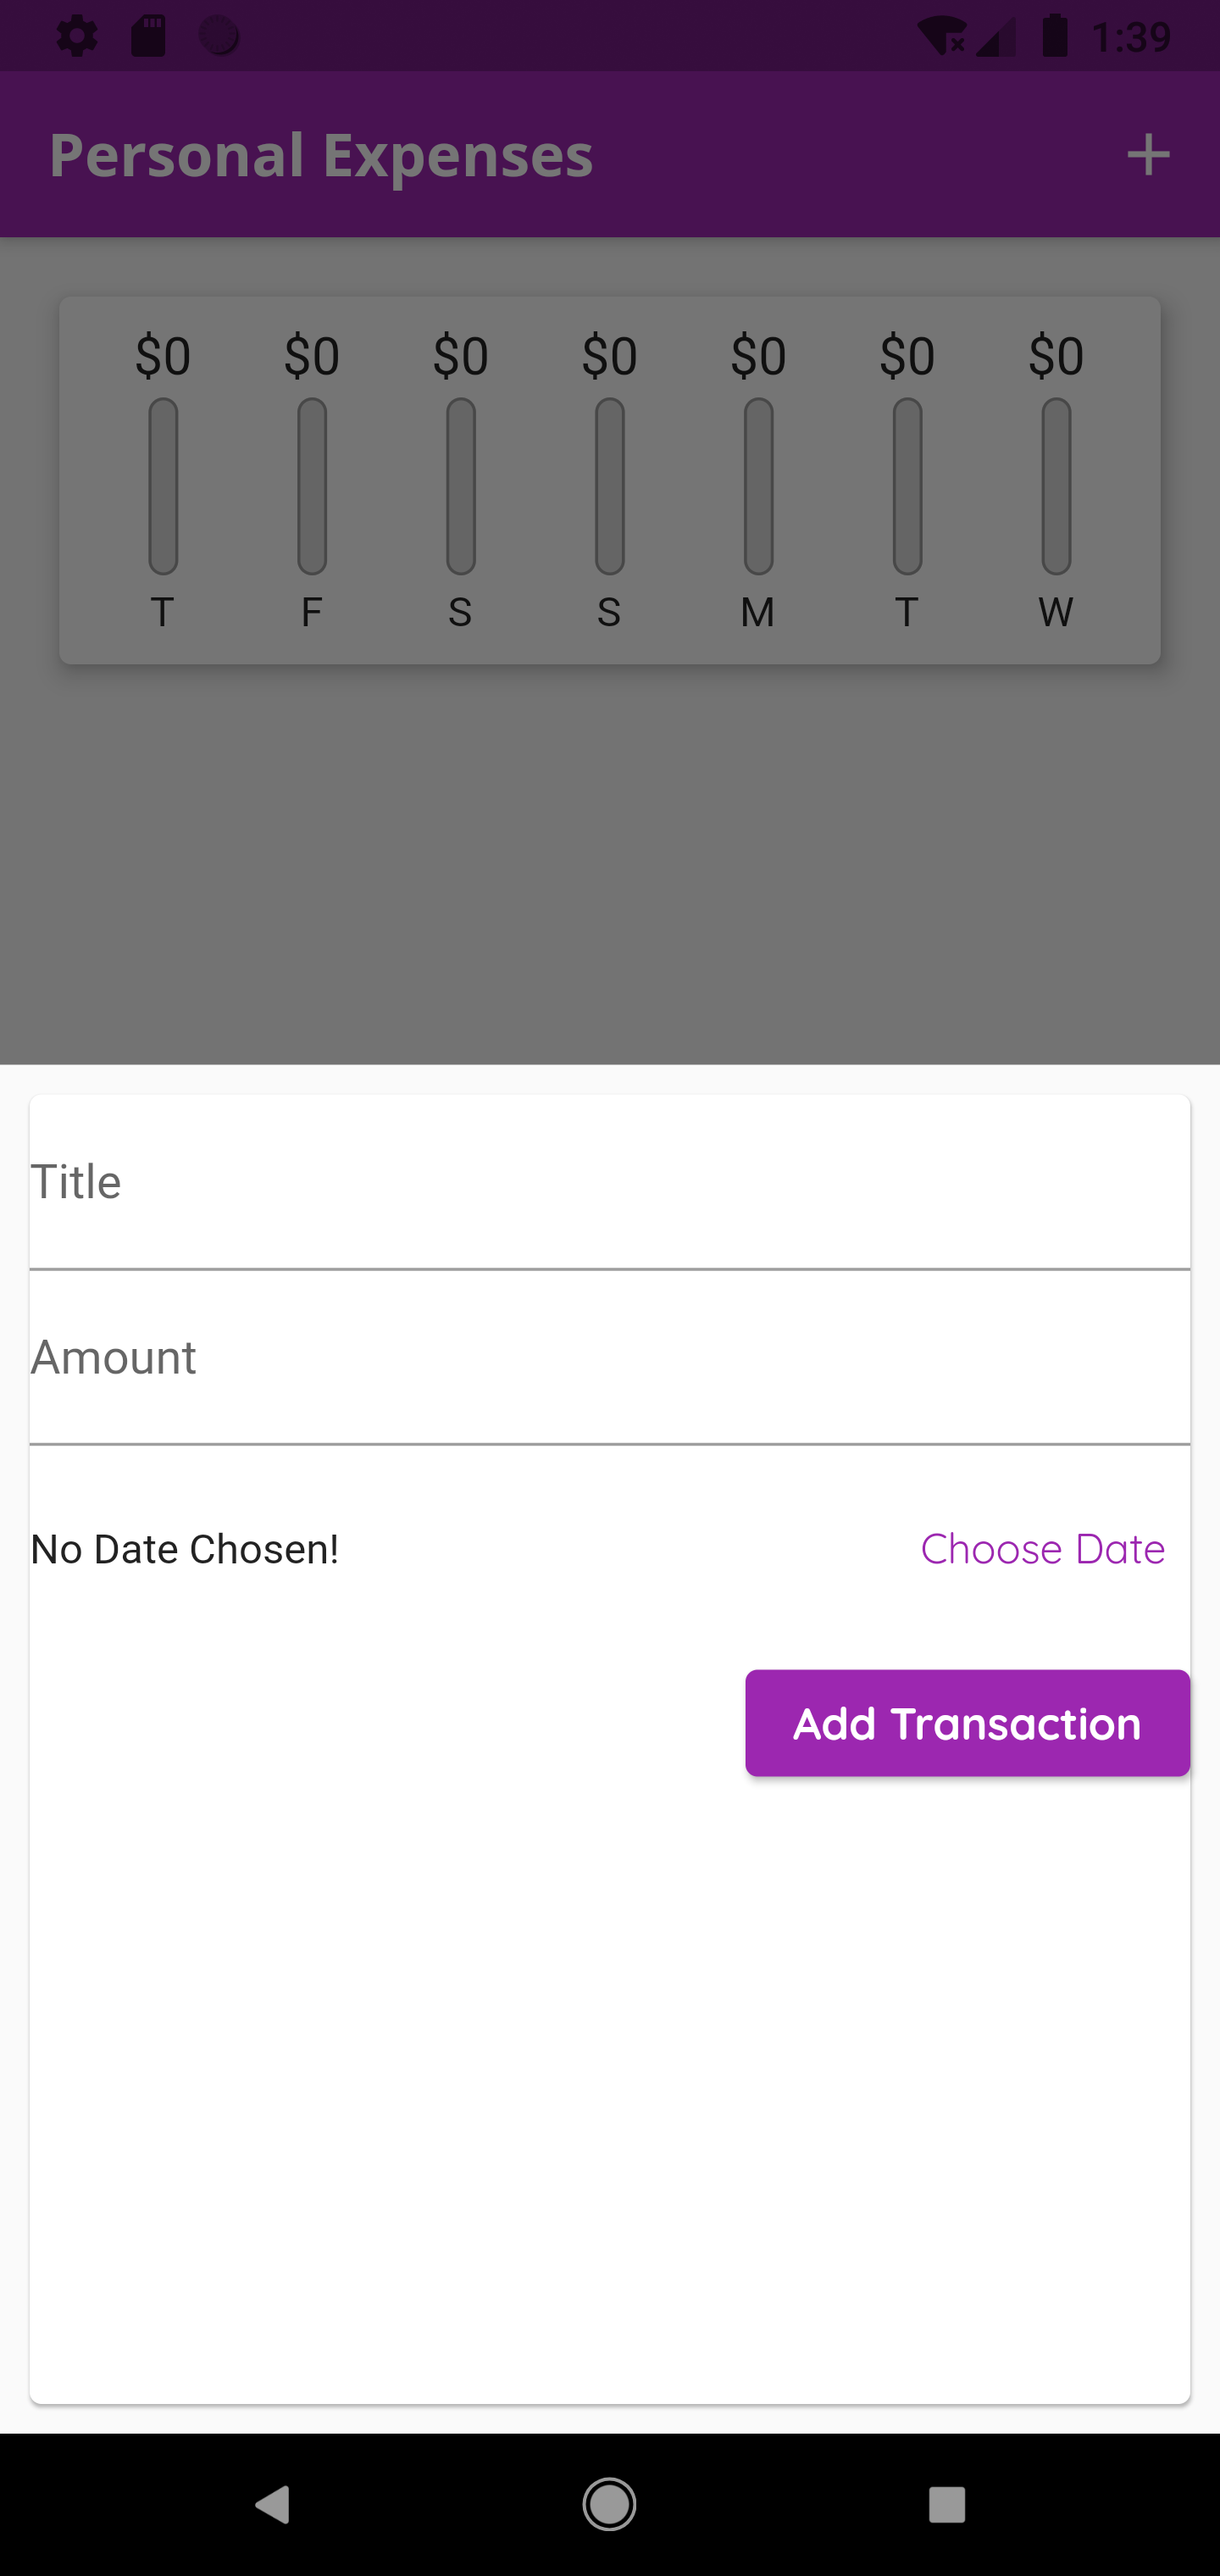 1:39
Personal Expenses
$0 $0 $0 $0 $0 $0 $0
T F S S M T W
Title
Amount
No Date Chosen! Choose Date
Add Transaction